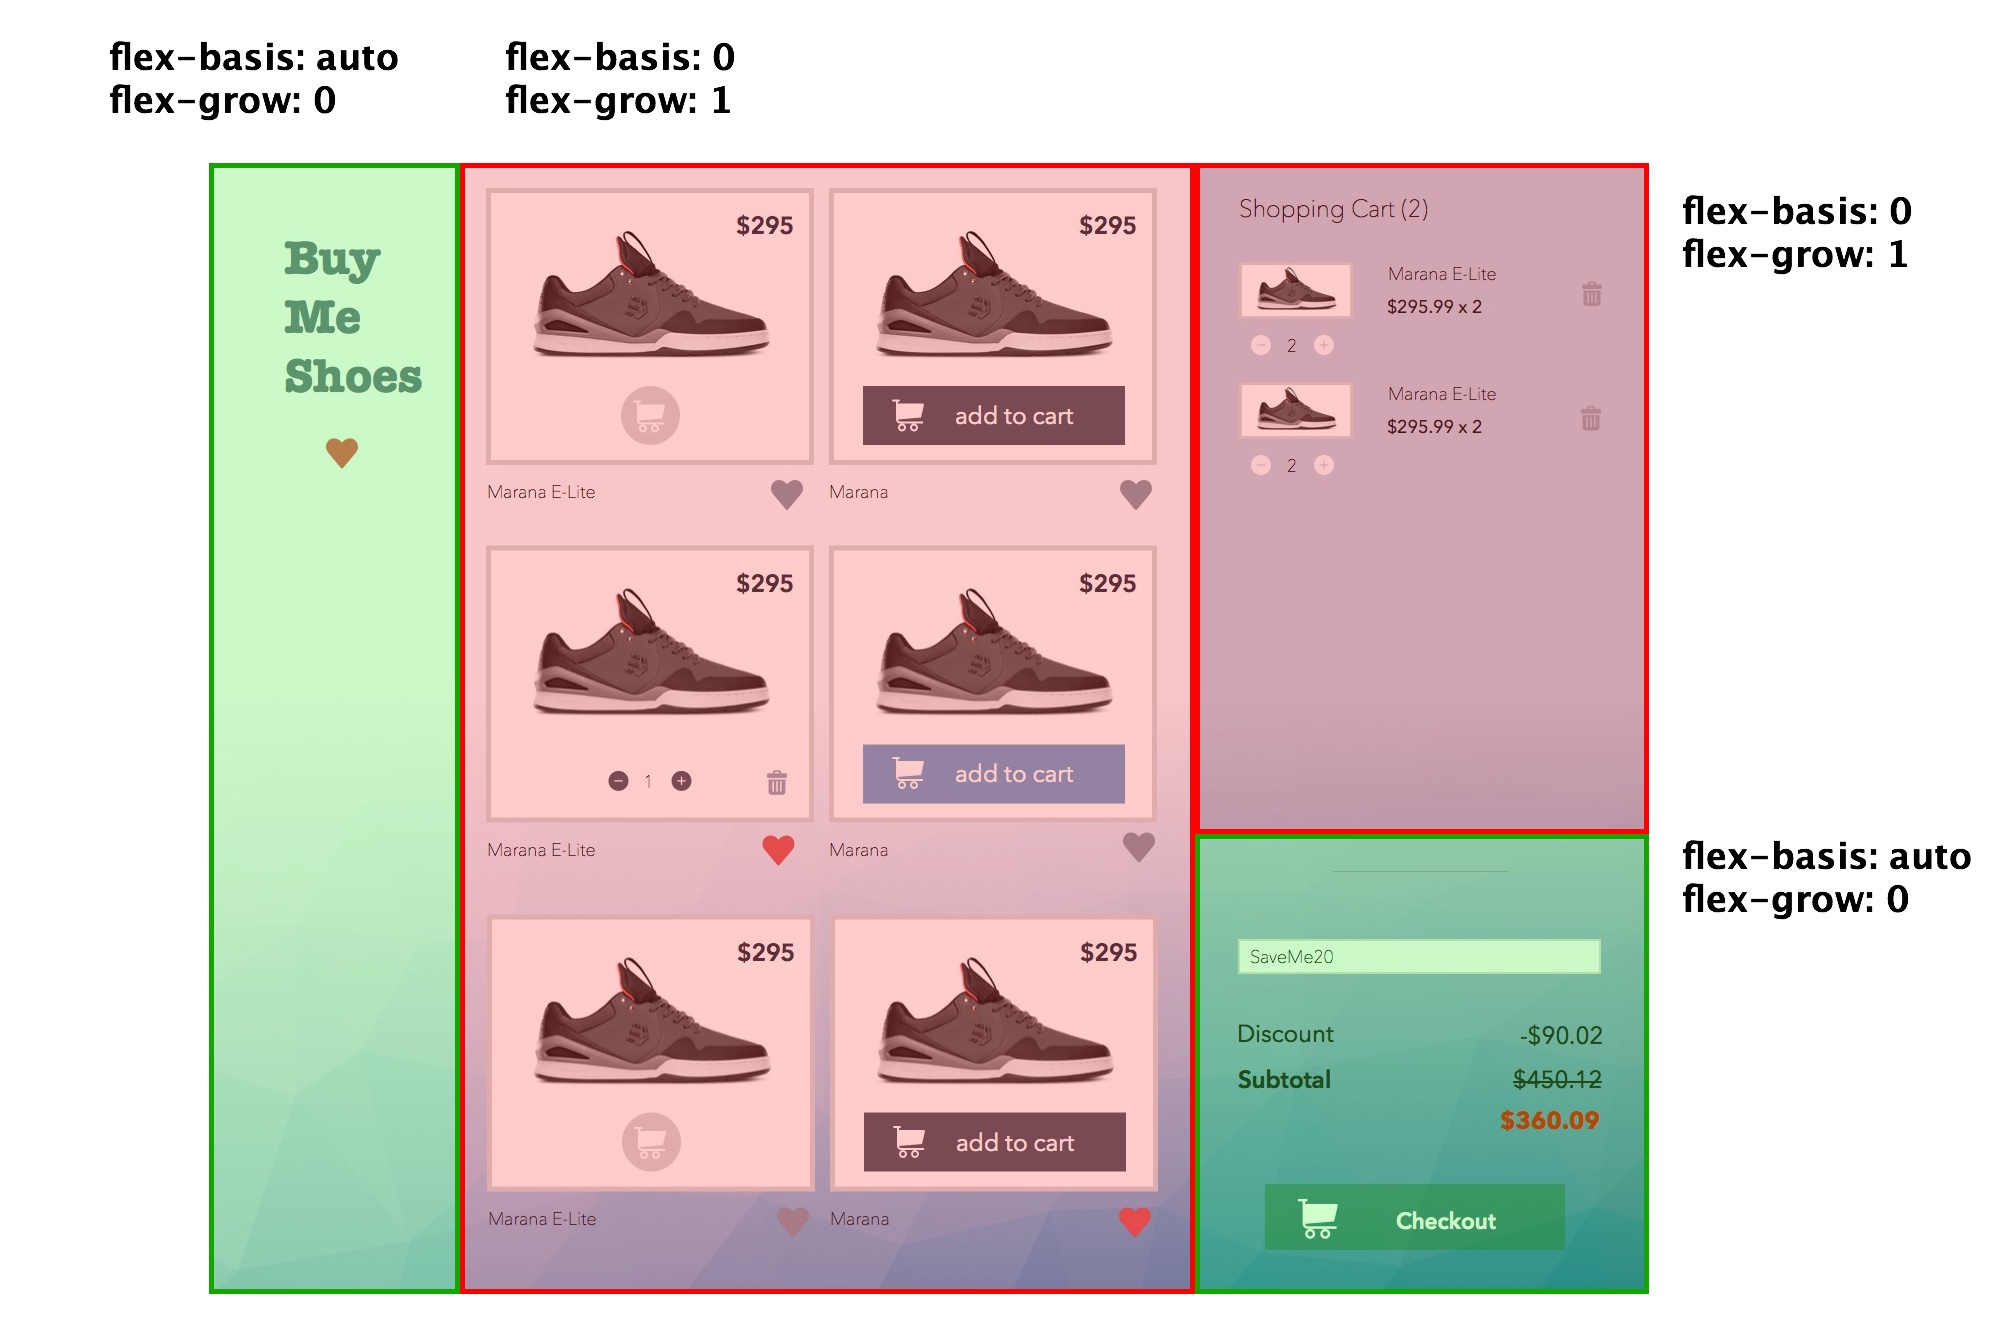 flex-basis: auto
flex-grow: 0
flex-basis: 0
flex-grow: 1
Buy
Me
Shoes
$295
$295
add to cart
Marana E-Lite
Marana
$295
$295
1
add to cart
Marana E-Lite
Marana
$295
$295
add to cart
Marana E-Lite
Marana
Shopping Cart (2)
Marana E-Lite
$295.99 x 2
2
Marana E-Lite
$295.99 x 2
2
flex-basis: 0
flex-grow: 1
SaveMe20
Discount -$90.02
Subtotal $450.12
$360.09
Checkout
flex-basis: auto
flex-grow: 0